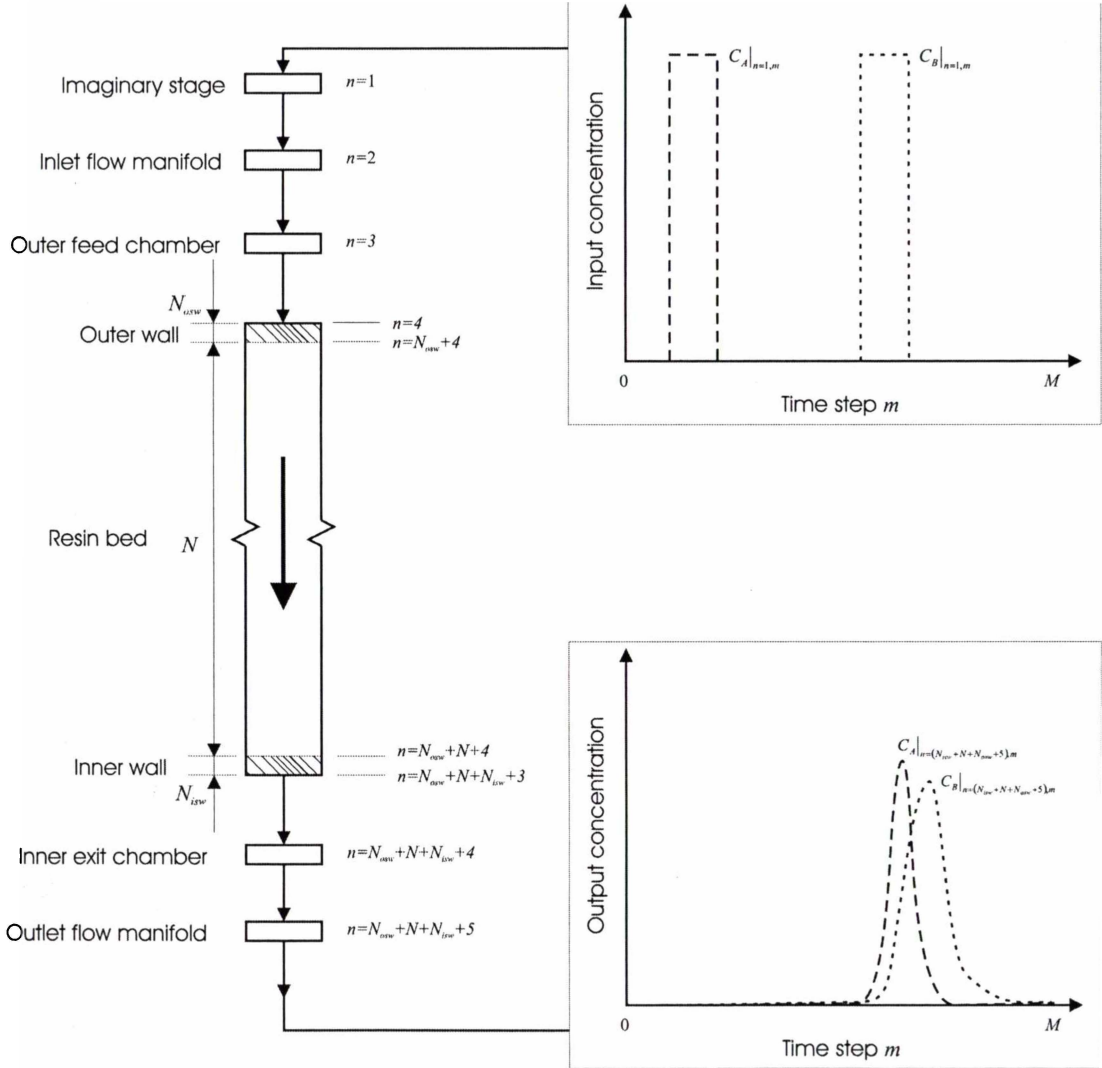 Imaginary stage
n=1
Inlet flow manifold
n=2
Outer feed chamber
n=3
N_osw
Outer wall
n=4
n=N_osw+4
Resin bed
N
Inner wall
n=N_osw+N+4
n=N_osw+N+N_isw+3
N_isw
Inner exit chamber
n=N_osw+N+N_isw+4
Outlet flow manifold
n=N_osw+N+N_isw+5
Input concentration
C_A|n=1,m
C_B|n=1,m
0
M
Time step m
Output concentration
C_A|n=(N_isw+N+N_osw+5),m
C_B|n=(N_isw+N+N_osw+5),m
0
M
Time step m